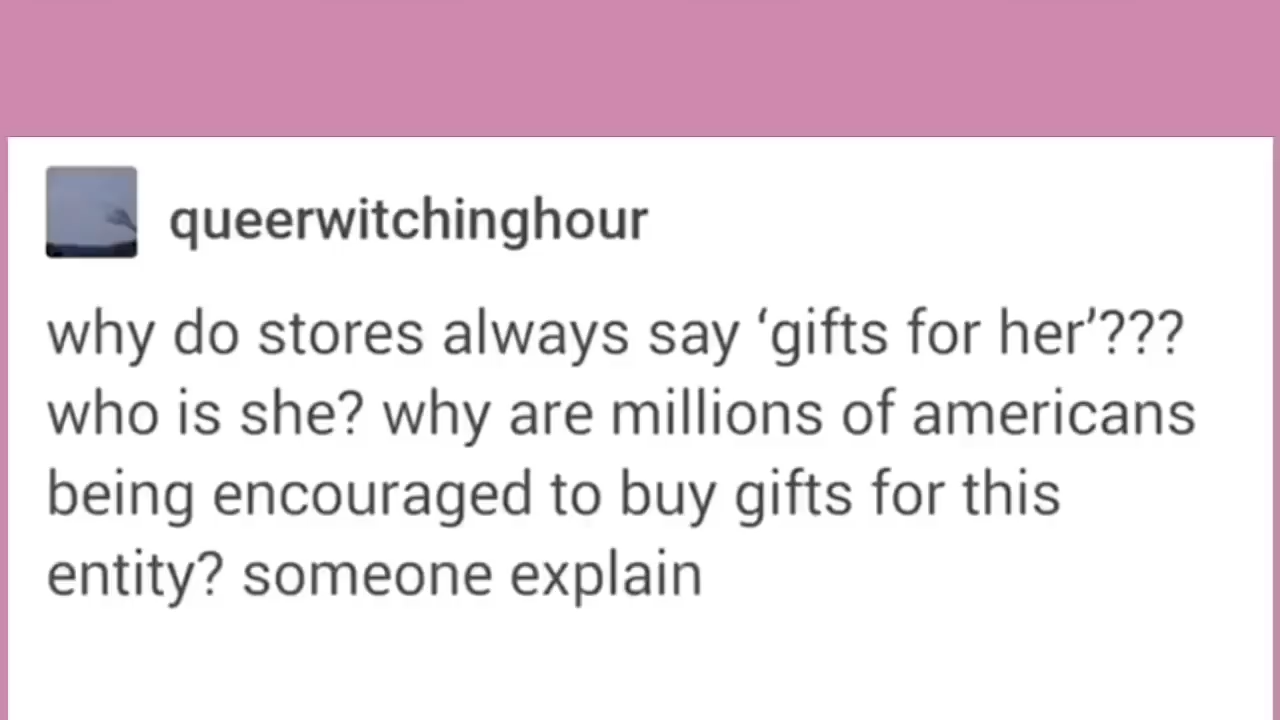 queerwitchinghour
why do stores always say ‘gifts for her’???
who is she? why are millions of americans
being encouraged to buy gifts for this
entity? someone explain